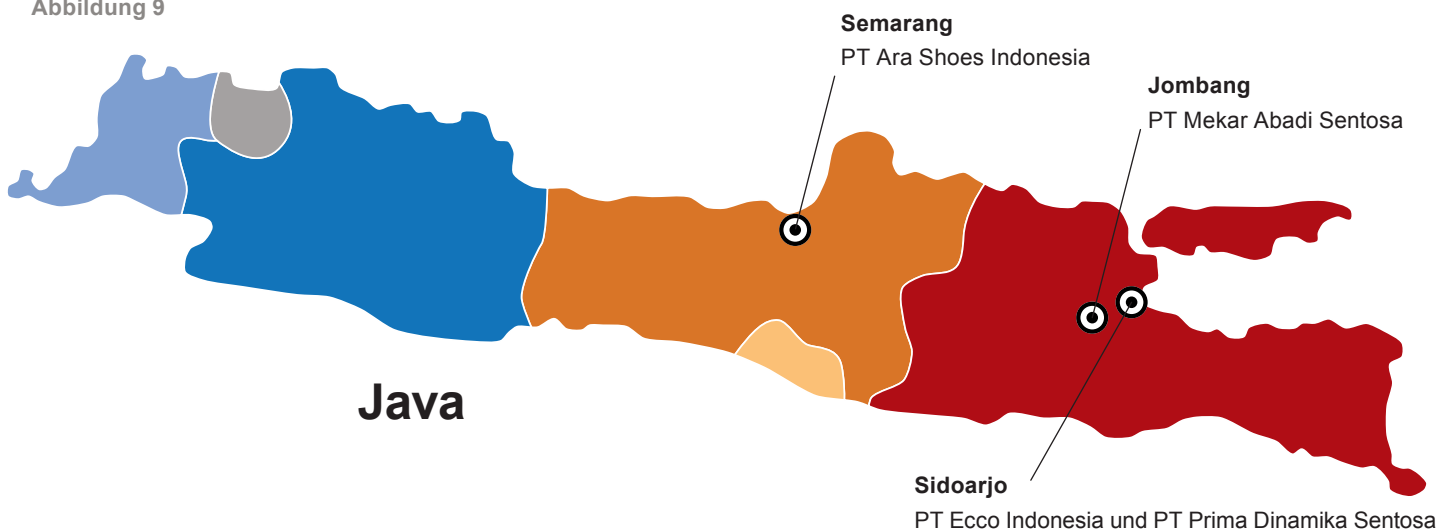 Abbildung 9
Semarang
PT Ara Shoes Indonesia
Jombang
PT Mekar Abadi Sentosa
Java
Sidoarjo
PT Ecco Indonesia und PT Prima Dinamika Sentosa